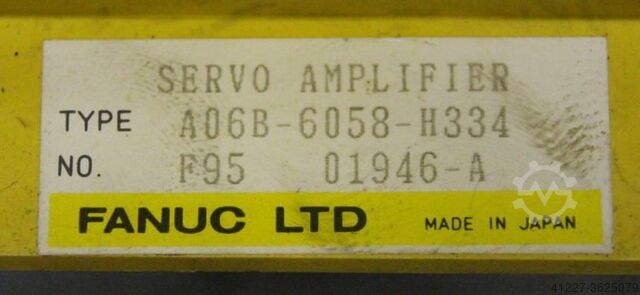 SERVO AMPLIFIER
TYPE A06B-6058-H334
NO. F95 01946-A
FANUC LTD MADE IN JAPAN
41227-3625079